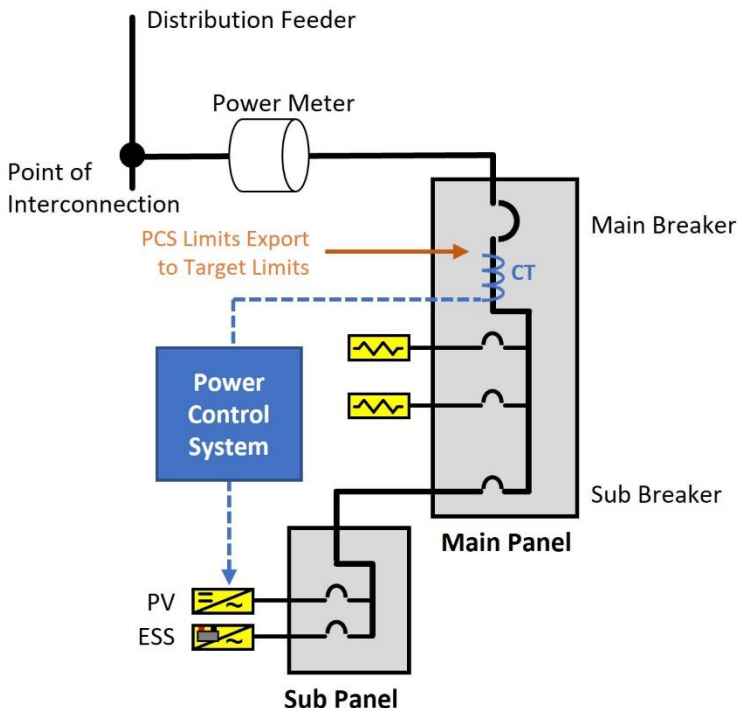 Distribution Feeder
Power Meter
Point of
Interconnection
Main Breaker
PCS Limits Export
to Target Limits
CT
Power
Control
System
Sub Breaker
Main Panel
PV
ESS
Sub Panel